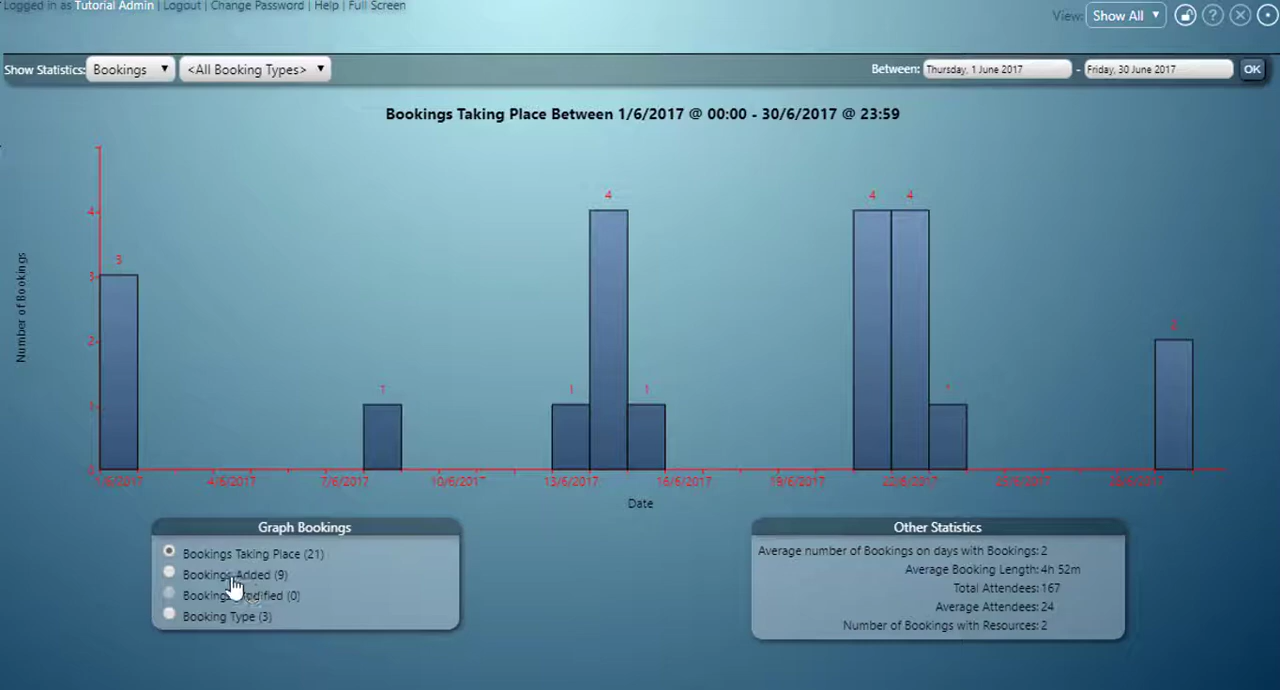 Logged in as Tutorial Admin | Logout | Change Password | Help | Full Screen
View: Show All
Show Statistics: Bookings <All Booking Types> Between: Thursday, 1 June 2017 - Friday, 30 June 2017 OK
Bookings Taking Place Between 1/6/2017 @ 00:00 - 30/6/2017 @ 23:59
4 4 4
4
3
3
Number of Bookings
2
1 1 1
1
0
1/6/2017 4/6/2017 7/6/2017 10/6/2017 13/6/2017 16/6/2017 19/6/2017 22/6/2017
Date
Graph Bookings
Bookings Taking Place (21)
Bookings Added (9)
Bookings Modified (0)
Booking Type (3)
Other Statistics
Average number of Bookings on days with Bookings: 2
Average Booking Length: 4h 52m
Total Attendees: 167
Average Attendees: 24
Number of Bookings with Resources: 2